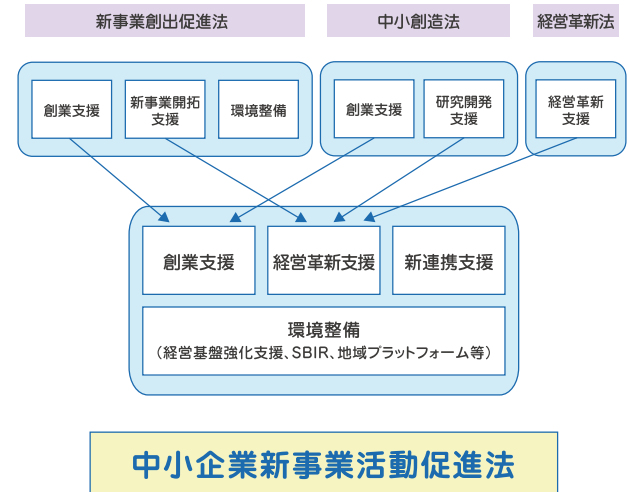 新事業創出促進法
中小創造法
経営革新法
創業支援
新事業開拓
支援
環境整備
創業支援
研究開発
支援
経営革新
支援
創業支援
経営革新支援
新連携支援
環境整備
（経営基盤強化支援、SBIR、地域プラットフォーム等）
中小企業新事業活動促進法